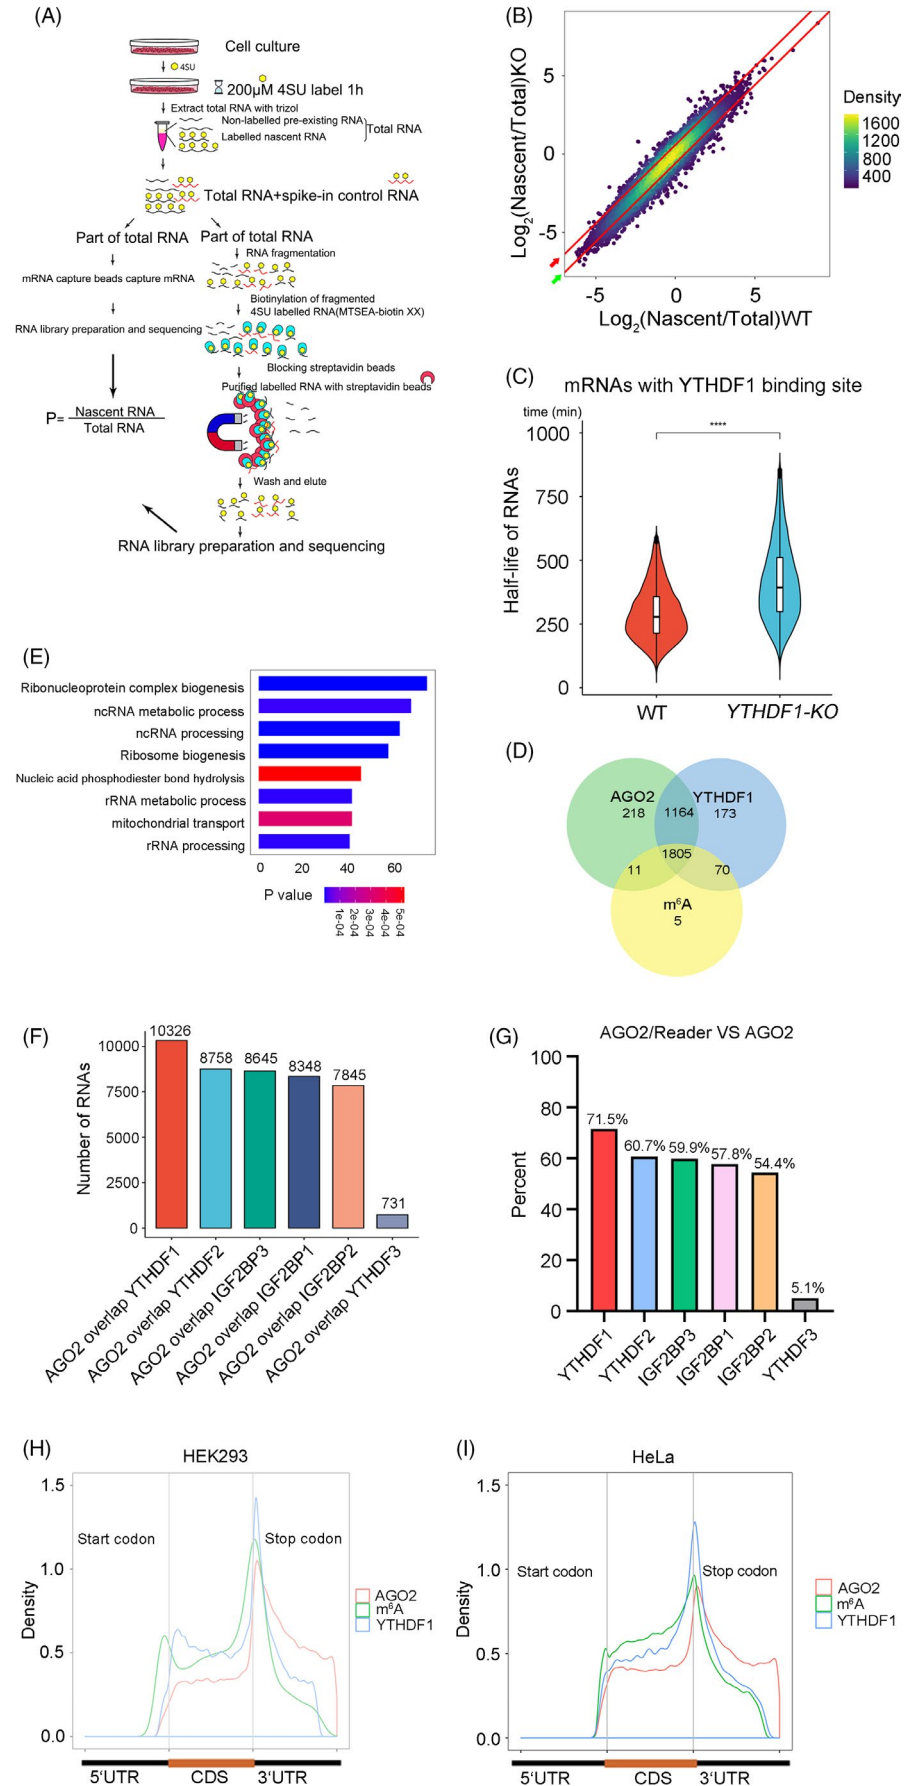 (A)
Cell culture
4SU
200μM 4SU label 1h
Extract total RNA with trizol
Non-labelled pre-existing RNA
Labelled nascent RNA
Total RNA
Total RNA+spike-in control RNA
Part of total RNA
Part of total RNA
RNA fragmentation
mRNA capture beads capture mRNA
Biotinylation of fragmented
4SU labelled RNA(MTSEA-biotin XX)
RNA library preparation and sequencing
Blocking streptavidin beads
Purified labelled RNA with streptavidin beads
P= Nascent RNA
Total RNA
Wash and elute
RNA library preparation and sequencing
(B)
Log2(Nescent/Total)KO
5
0
-5
-5 0 5
Log2(Nescent/Total)WT
Density
1600
1200
800
400
(C)
mRNAs with YTHDF1 binding site
time (min)
Half-life of RNAs
1000
750
500
250
0
****
WT YTHDF1-KO
(D)
AGO2
218
1164
YTHDF1
173
1805
11
70
m⁶A
5
(E)
Ribonucleoprotein complex biogenesis
ncRNA metabolic process
ncRNA processing
Ribosome biogenesis
Nucleic acid phosphodiester bond hydrolysis
rRNA metabolic process
mitochondrial transport
rRNA processing
0 20 40 60
P value
1e-04
2e-04
3e-04
4e-04
5e-04
(F)
Number of RNAs
10000
7500
5000
2500
0
10326
8758
8645
8348
7845
731
AGO2 overlap YTHDF1
AGO2 overlap YTHDF2
AGO2 overlap IGF2BP3
AGO2 overlap IGF2BP1
AGO2 overlap IGF2BP2
AGO2 overlap YTHDF3
(G)
AGO2/Reader VS AGO2
Percent
100
80
60
40
20
0
71.5%
60.7%
59.9%
57.8%
54.4%
5.1%
YTHDF1
YTHDF2
IGF2BP3
IGF2BP1
IGF2BP2
YTHDF3
(H)
HEK293
Density
1.5
1.0
0.5
0.0
Start codon
Stop codon
AGO2
m⁶A
YTHDF1
5'UTR CDS 3'UTR
(I)
HeLa
Density
1.5
1.0
0.5
0.0
Start codon
Stop codon
AGO2
m⁶A
YTHDF1
5'UTR CDS 3'UTR